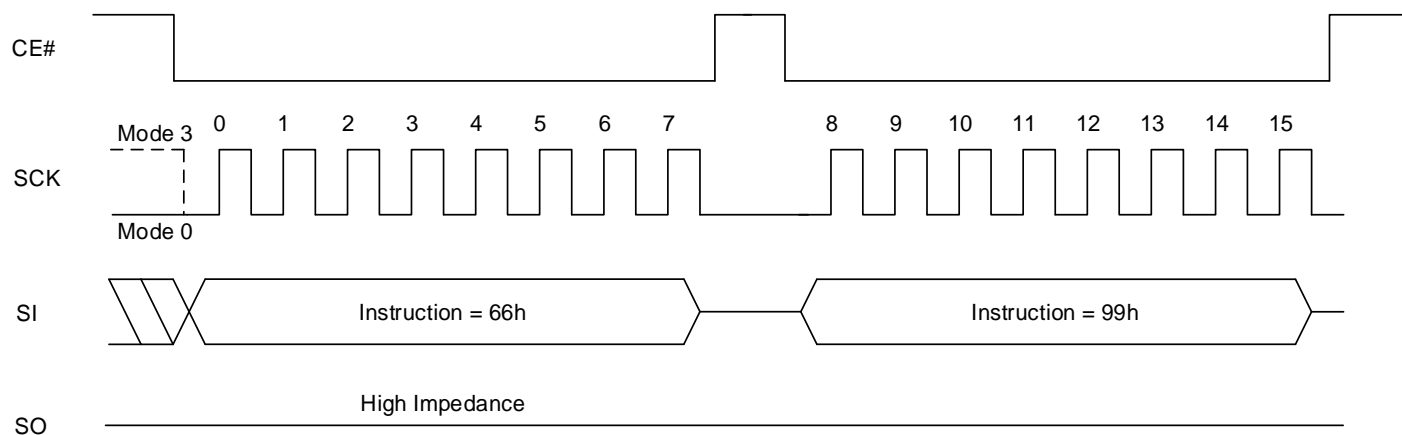 CE#
Mode 3
0 1 2 3 4 5 6 7 8 9 10 11 12 13 14 15
SCK
Mode 0
SI
Instruction = 66h
Instruction = 99h
High Impedance
SO